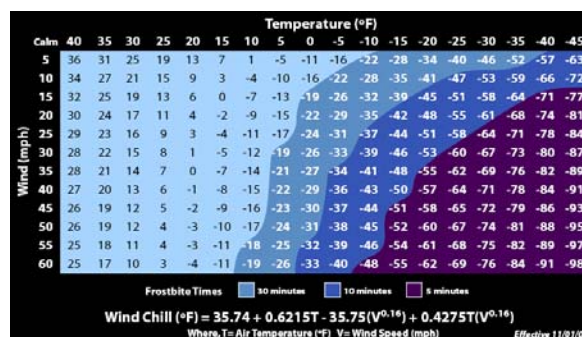 Temperature (ºF)
Calm 40 35 30 25 20 15 10 5 0 -5 -10 -15 -20 -25 -30 -35 -40 -45
Wind (mph)
5 36 31 25 19 13 7 1 -5 -11 -16 -22 -28 -34 -40 -46 -52 -57 -63
10 34 27 21 15 9 3 -4 -10 -16 -22 -28 -35 -41 -47 -53 -59 -66 -72
15 32 25 19 13 6 0 -7 -13 -19 -26 -32 -39 -45 -51 -58 -64 -71 -77
20 30 24 17 11 4 -2 -9 -15 -22 -29 -35 -42 -48 -55 -61 -68 -74 -81
25 29 23 16 9 3 -4 -11 -17 -24 -31 -37 -44 -51 -58 -64 -71 -78 -84
30 28 22 15 8 1 -5 -12 -19 -26 -33 -39 -46 -53 -60 -67 -73 -80 -87
35 28 21 14 7 0 -7 -14 -21 -27 -34 -41 -48 -55 -62 -69 -76 -82 -89
40 27 20 13 6 -1 -8 -15 -22 -29 -36 -43 -50 -57 -64 -71 -78 -84 -91
45 26 19 12 5 -2 -9 -16 -23 -30 -37 -44 -51 -58 -65 -72 -79 -86 -93
50 26 19 12 4 -3 -10 -17 -24 -31 -38 -45 -52 -60 -67 -74 -81 -88 -95
55 25 18 11 4 -3 -11 -18 -25 -32 -39 -46 -54 -61 -68 -75 -82 -89 -97
60 25 17 10 3 -4 -11 -19 -26 -33 -40 -48 -55 -62 -69 -76 -84 -91 -98
Frostbite Times 30 minutes 10 minutes 5 minutes
Wind Chill (ºF) = 35.74 + 0.6215T - 35.75(V^0.16) + 0.4275T(V^0.16)
Where, T= Air Temperature (ºF) V= Wind Speed (mph) Effective 11/01/0